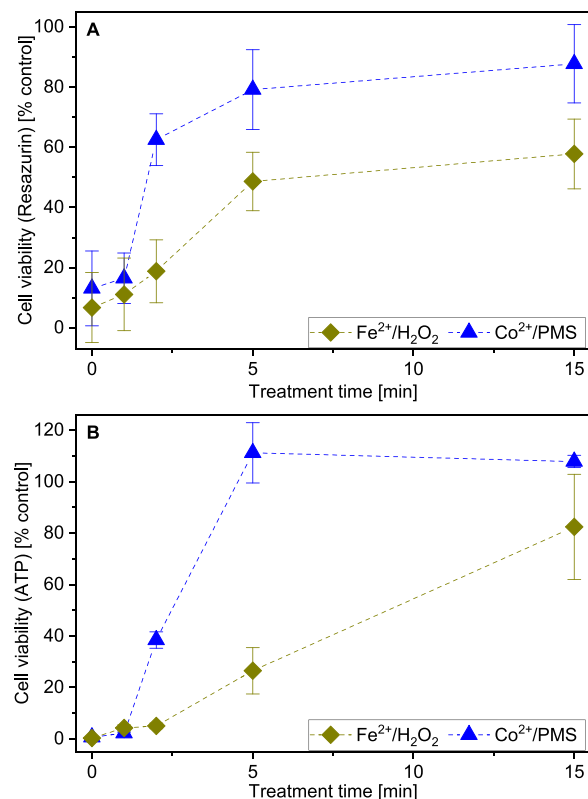 A
Cell viability (Resazurin) [% control]
100
80
60
40
20
0
Fe²⁺/H₂O₂ Co²⁺/PMS
0 5 15
Treatment time [min]
B
Cell viability (ATP) [% control]
120
100
80
60
40
20
0
Fe²⁺/H₂O₂ Co²⁺/PMS
0 5 15
Treatment time [min]